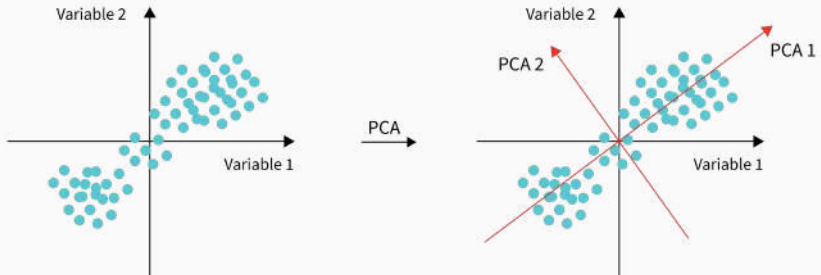 Variable 2
Variable 1
PCA
Variable 2
PCA 1
PCA 2
Variable 1